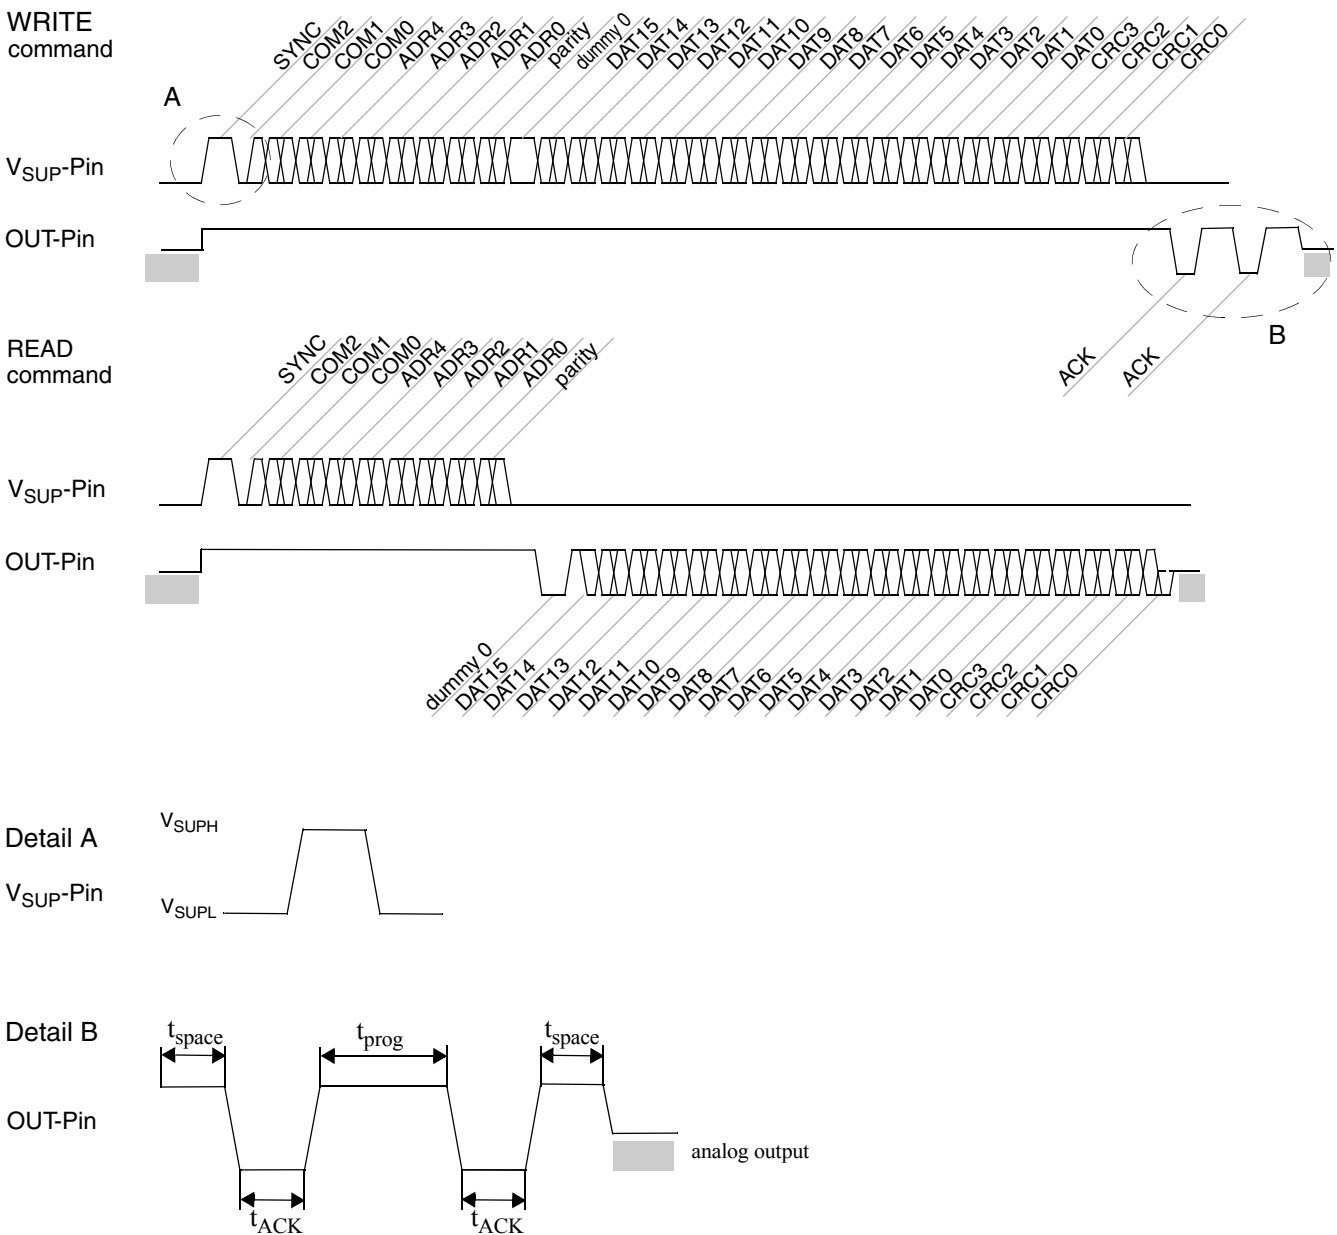 WRITE
command
SYNC
COM2
COM1
COM0
ADR4
ADR3
ADR2
ADR1
ADR0
parity
dummy 0
DAT15
DAT14
DAT13
DAT12
DAT11
DAT10
DAT9
DAT8
DAT7
DAT6
DAT5
DAT4
DAT3
DAT2
DAT1
DAT0
CRC3
CRC2
CRC1
CRC0
A
VSUP-Pin
OUT-Pin
B
ACK
ACK
READ
command
SYNC
COM2
COM1
COM0
ADR4
ADR3
ADR2
ADR1
ADR0
parity
VSUP-Pin
OUT-Pin
dummy 0
DAT15
DAT14
DAT13
DAT12
DAT11
DAT10
DAT9
DAT8
DAT7
DAT6
DAT5
DAT4
DAT3
DAT2
DAT1
DAT0
CRC3
CRC2
CRC1
CRC0
Detail A
VSUPH
VSUP-Pin
VSUPL
Detail B
tspace
tprog
tspace
OUT-Pin
analog output
tACK
tACK